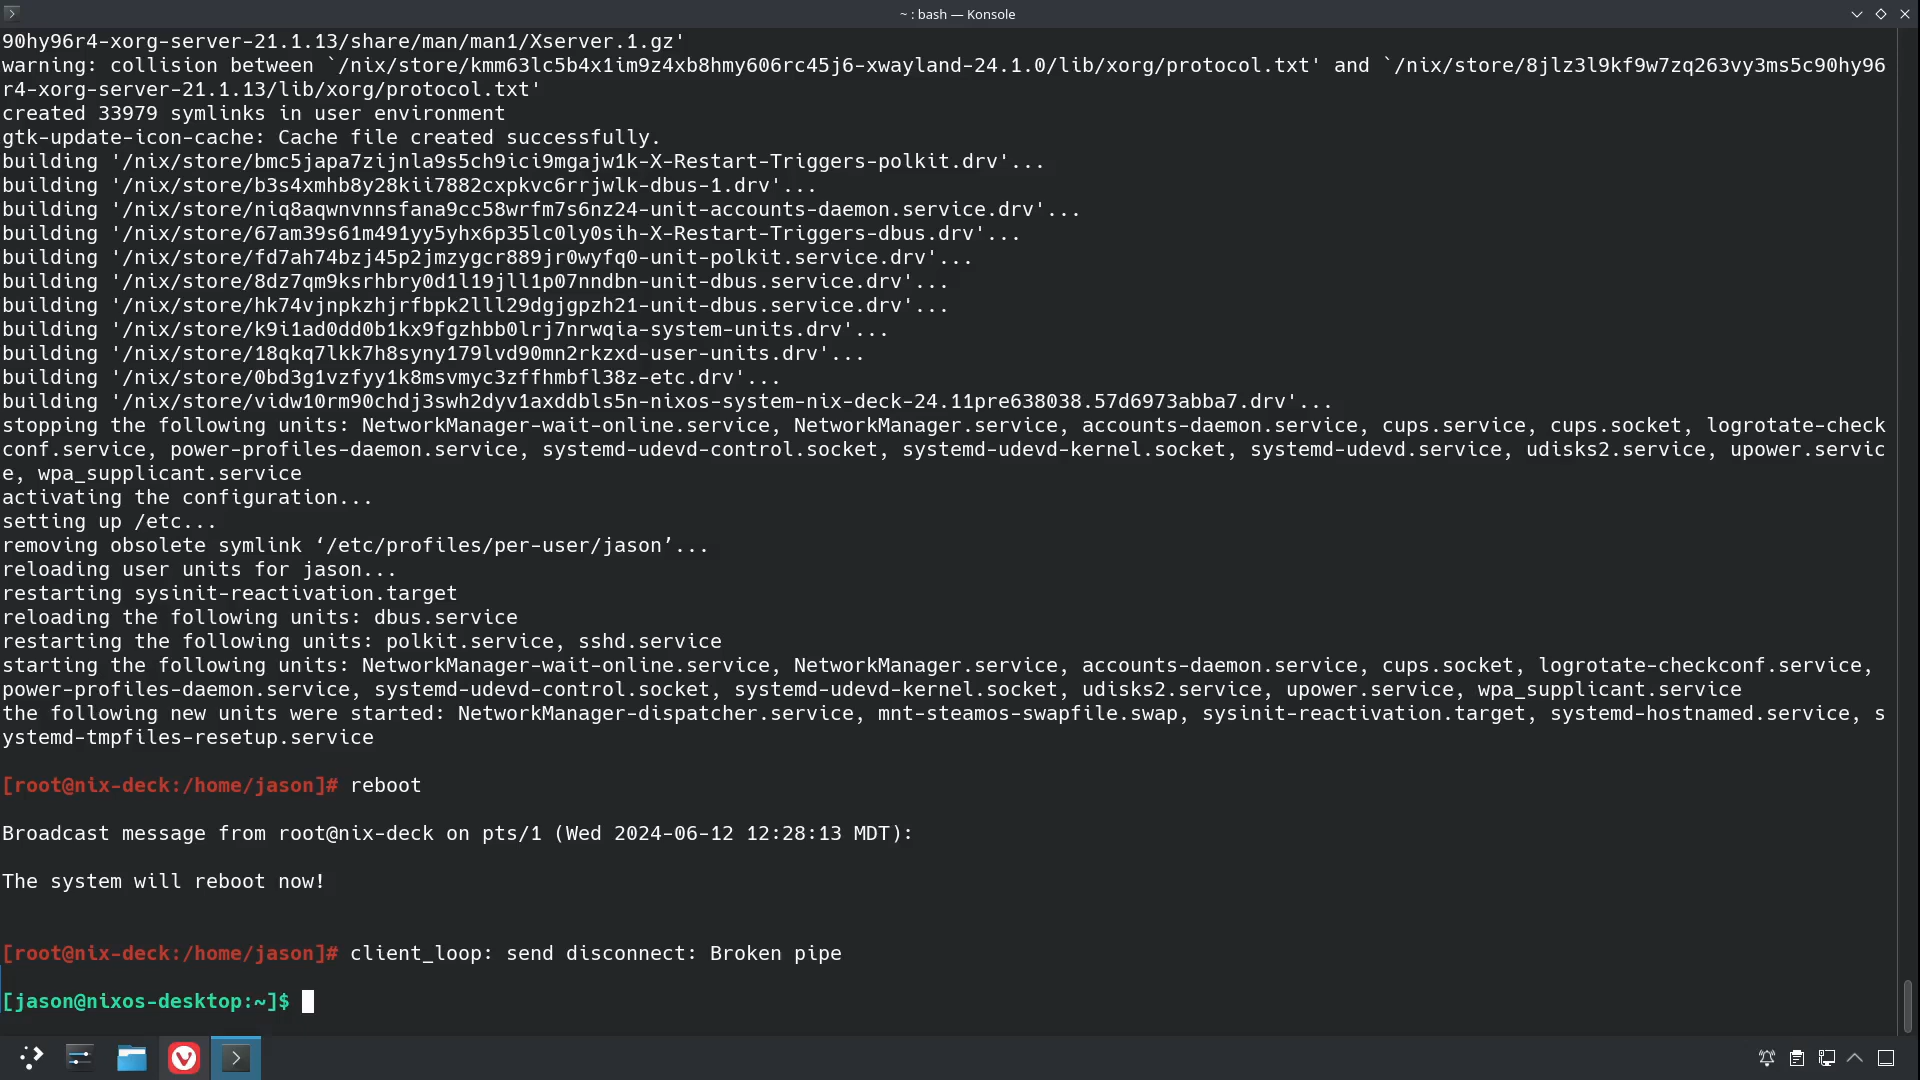 ~ : bash — Konsole
90hy96r4-xorg-server-21.1.13/share/man/man1/Xserver.1.gz'
warning: collision between `/nix/store/kmm63lc5b4x1im9z4xb8hmy606rc45j6-xwayland-24.1.0/lib/xorg/protocol.txt' and `/nix/store/8jlz3l9kf9w7zq263vy3ms5c90hy96
r4-xorg-server-21.1.13/lib/xorg/protocol.txt'
created 33979 symlinks in user environment
gtk-update-icon-cache: Cache file created successfully.
building '/nix/store/bmc5japa7zijnla9s5ch9ici9mgajw1k-X-Restart-Triggers-polkit.drv'...
building '/nix/store/b3s4xmhb8y28kii7882cxpkvc6rrjwlk-dbus-1.drv'...
building '/nix/store/niq8aqwnvnnsfana9cc58wrfm7s6nz24-unit-accounts-daemon.service.drv'...
building '/nix/store/67am39s61m491yy5yhx6p35lc0ly0sih-X-Restart-Triggers-dbus.drv'...
building '/nix/store/fd7ah74bzj45p2jmzygcr889jr0wyfq0-unit-polkit.service.drv'...
building '/nix/store/8dz7qm9ksrhbry0d1l19jll1p07nndbn-unit-dbus.service.drv'...
building '/nix/store/hk74vjnpkzhjrfbpk2lll29dgjgpzh21-unit-dbus.service.drv'...
building '/nix/store/k9i1ad0dd0b1kx9fgzhbb0lrj7nrwqia-system-units.drv'...
building '/nix/store/18qkq7lkk7h8syny179lvd90mn2rkzxd-user-units.drv'...
building '/nix/store/0bd3g1vzfyy1k8msvmyc3zffhmbfl38z-etc.drv'...
building '/nix/store/vidw10rm90chdj3swh2dyv1axddbls5n-nixos-system-nix-deck-24.11pre638038.57d6973abba7.drv'...
stopping the following units: NetworkManager-wait-online.service, NetworkManager.service, accounts-daemon.service, cups.service, cups.socket, logrotate-check
conf.service, power-profiles-daemon.service, systemd-udevd-control.socket, systemd-udevd-kernel.socket, systemd-udevd.service, udisks2.service, upower.servic
e, wpa_supplicant.service
activating the configuration...
setting up /etc...
removing obsolete symlink ‘/etc/profiles/per-user/jason’...
reloading user units for jason...
restarting sysinit-reactivation.target
reloading the following units: dbus.service
restarting the following units: polkit.service, sshd.service
starting the following units: NetworkManager-wait-online.service, NetworkManager.service, accounts-daemon.service, cups.socket, logrotate-checkconf.service,
power-profiles-daemon.service, systemd-udevd-control.socket, systemd-udevd-kernel.socket, udisks2.service, upower.service, wpa_supplicant.service
the following new units were started: NetworkManager-dispatcher.service, mnt-steamos-swapfile.swap, sysinit-reactivation.target, systemd-hostnamed.service, s
ystemd-tmpfiles-resetup.service
[root@nix-deck:/home/jason]# reboot
Broadcast message from root@nix-deck on pts/1 (Wed 2024-06-12 12:28:13 MDT):
The system will reboot now!
[root@nix-deck:/home/jason]# client_loop: send disconnect: Broken pipe
[jason@nixos-desktop:~]$